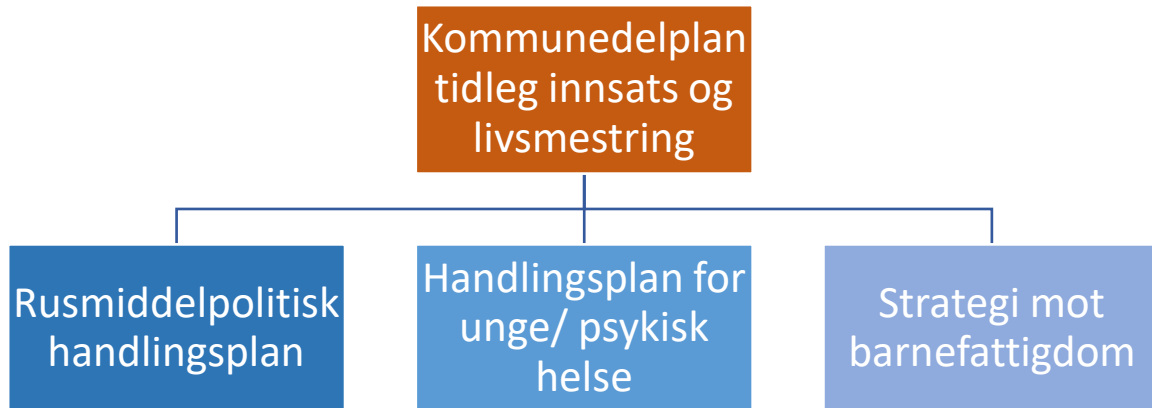 Kommunedelplan
tidleg innsats og
livsmestring
Rusmiddelpolitisk
handlingsplan
Handlingsplan for
unge/ psykisk
helse
Strategi mot
barnefattigdom